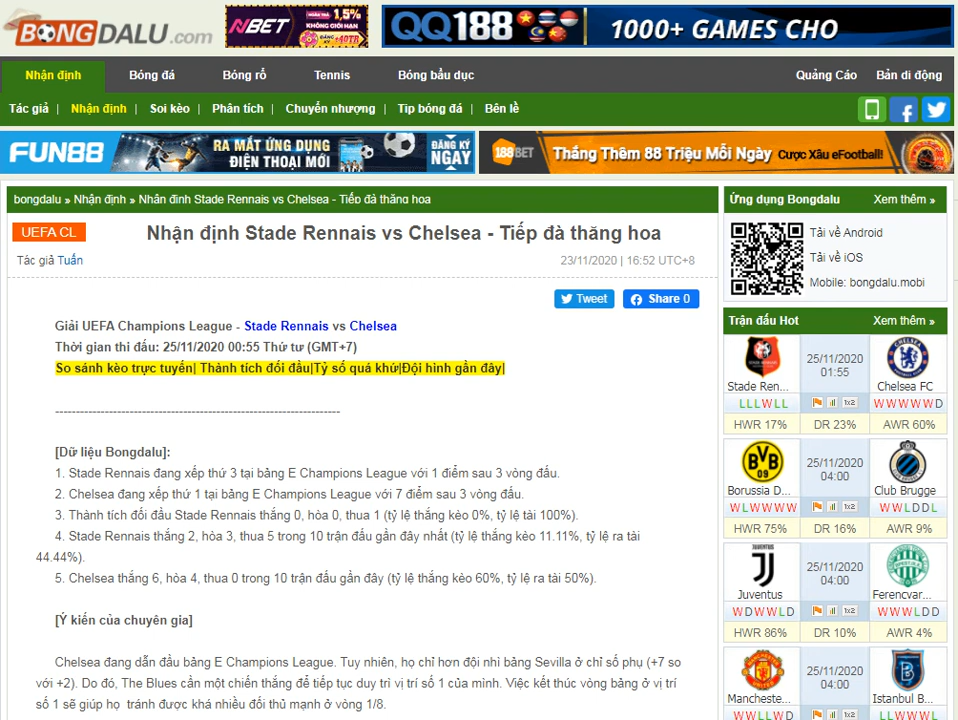 BONGDALU.com
NBET HOÀN TRẢ 1,5% KHÔNG GIỚI HẠN
QQ188 1000+ GAMES CHO
Nhận định Bóng đá Bóng rổ Tennis Bóng bầu dục Quảng Cáo Bản di động
Tác giả | Nhận định | Soi kèo | Phân tích | Chuyển nhượng | Tip bóng đá | Bên lề
FUN88 RA MẮT ỨNG DỤNG ĐIỆN THOẠI MỚI ĐĂNG KÝ NGAY
188BET Thắng Thêm 88 Triệu Mỗi Ngày Cược Xâu eFootball!
bongdalu » Nhận định » Nhận định Stade Rennais vs Chelsea - Tiếp đà thăng hoa
UEFA CL
Nhận định Stade Rennais vs Chelsea - Tiếp đà thăng hoa
Tác giả Tuấn
23/11/2020 | 16:52 UTC+8
Tweet Share 0
Giải UEFA Champions League - Stade Rennais vs Chelsea
Thời gian thi đấu: 25/11/2020 00:55 Thứ tư (GMT+7)
So sánh kèo trực tuyến| Thành tích đối đầu|Tỷ số quá khứ|Đội hình gần đây|
--------------------------------------------------------------------
[Dữ liệu Bongdalu]:
1. Stade Rennais đang xếp thứ 3 tại bảng E Champions League với 1 điểm sau 3 vòng đấu.
2. Chelsea đang xếp thứ 1 tại bảng E Champions League với 7 điểm sau 3 vòng đấu.
3. Thành tích đối đầu Stade Rennais thắng 0, hòa 0, thua 1 (tỷ lệ thắng kèo 0%, tỷ lệ tài 100%).
4. Stade Rennais thắng 2, hòa 3, thua 5 trong 10 trận đấu gần đây nhất (tỷ lệ thắng kèo 11.11%, tỷ lệ ra tài
44.44%).
5. Chelsea thắng 6, hòa 4, thua 0 trong 10 trận đấu gần đây (tỷ lệ thắng kèo 60%, tỷ lệ ra tài 50%).
[Ý kiến của chuyên gia]
Chelsea đang dẫn đầu bảng E Champions League. Tuy nhiên, họ chỉ hơn đội nhì bảng Sevilla ở chỉ số phụ (+7 so
với +2). Do đó, The Blues cần một chiến thắng để tiếp tục duy trì vị trí số 1 của mình. Việc kết thúc vòng bảng ở vị trí
số 1 sẽ giúp họ tránh được khá nhiều đối thủ mạnh ở vòng 1/8.
Ứng dụng Bongdalu Xem thêm »
Tải về Android
Tải về iOS
Mobile: bongdalu.mobi
Trận đấu Hot Xem thêm »
25/11/2020
01:55
Stade Ren... Chelsea FC
LLLWLL 1x2 WWWWWD
HWR 17% DR 23% AWR 60%
25/11/2020
04:00
Borussia D... Club Brugge
WLWWWW 1x2 WWLDDL
HWR 75% DR 16% AWR 9%
25/11/2020
04:00
Juventus Ferencvar...
WDWWLD 1x2 WWWLDD
HWR 86% DR 10% AWR 4%
25/11/2020
04:00
Mancheste... Istanbul B...
WWLLWD 1x2 LLWWWL